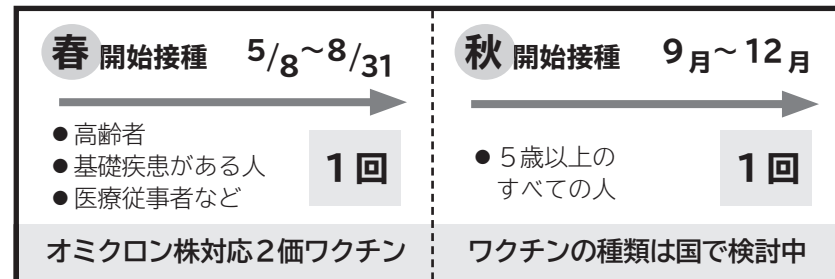 春開始接種 5/8~8/31
●高齢者
●基礎疾患がある人
●医療従事者など
1回
オミクロン株対応2価ワクチン
秋開始接種 9月~12月
●5歳以上の
すべての人
1回
ワクチンの種類は国で検討中